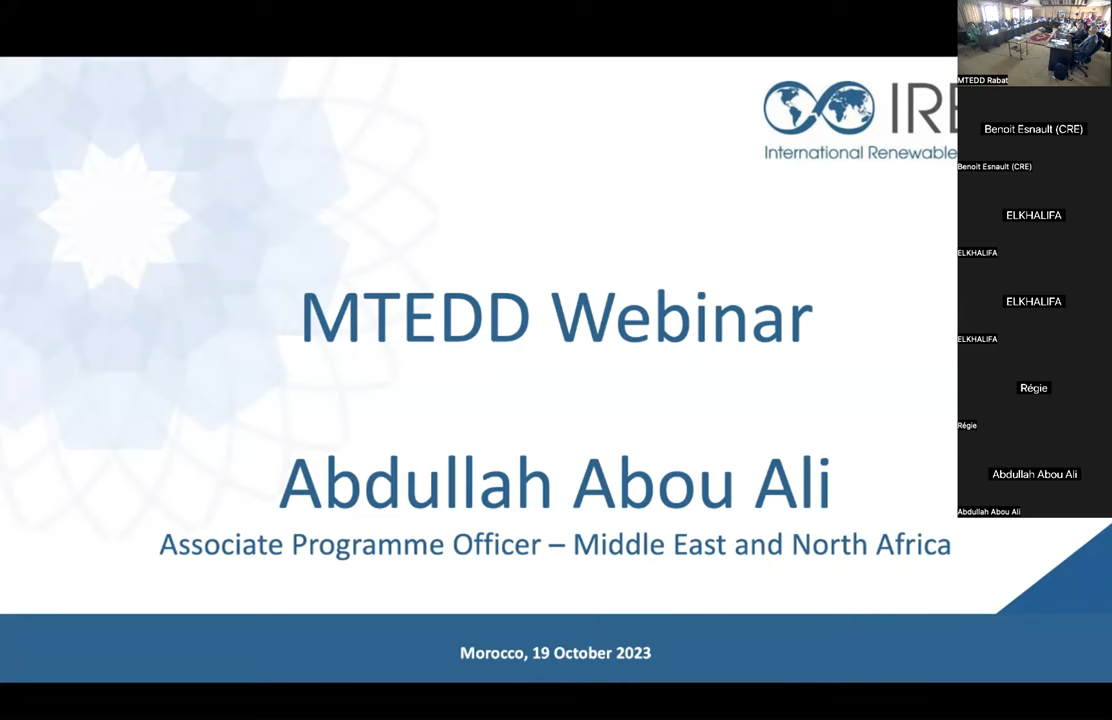 IRE
International Renewable
MTEDD Webinar
Abdullah Abou Ali
Associate Programme Officer – Middle East and North Africa
Morocco, 19 October 2023
MTEDD Rabat
Benoit Esnault (CRE)
Benoit Esnault (CRE)
ELKHALIFA
ELKHALIFA
ELKHALIFA
ELKHALIFA
Régie
Régie
Abdullah Abou Ali
Abdullah Abou Ali